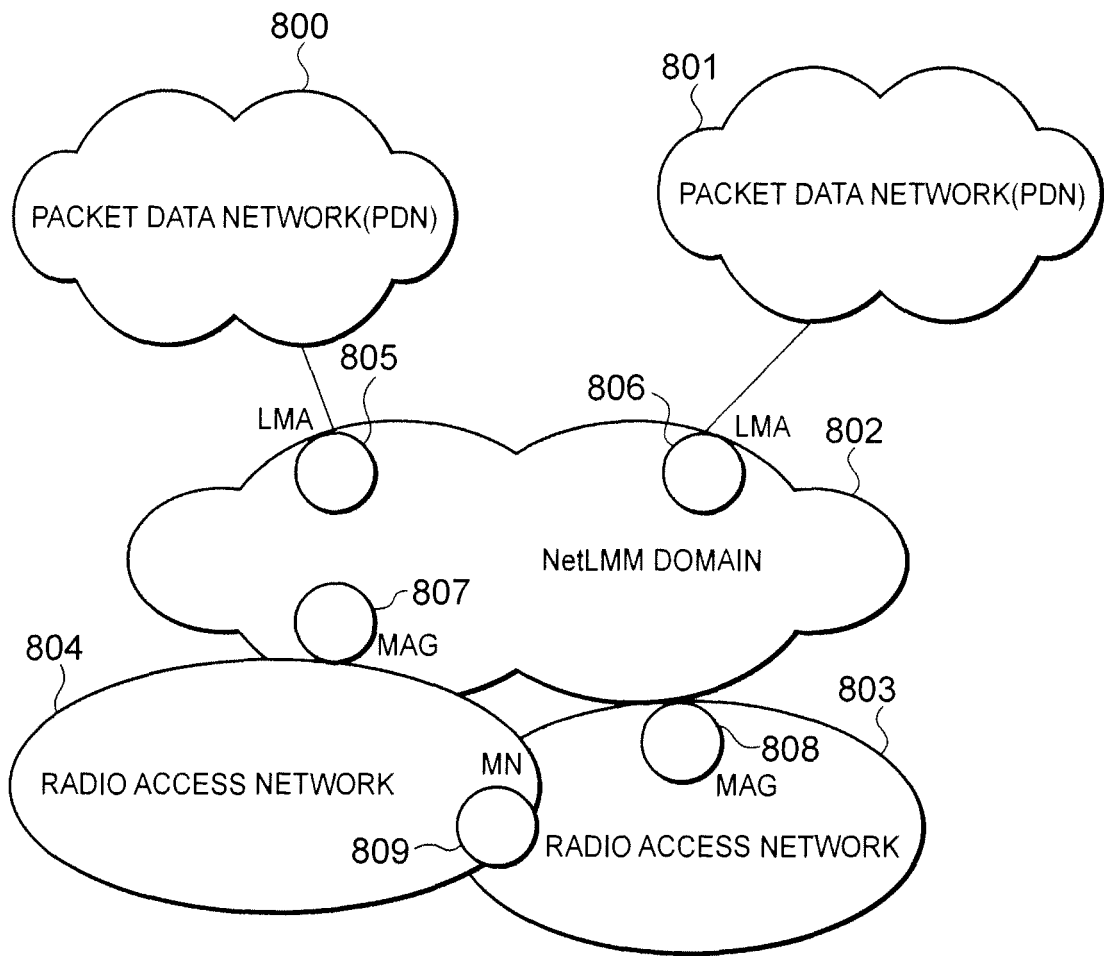 800
801
PACKET DATA NETWORK(PDN)
PACKET DATA NETWORK(PDN)
805
806
LMA
LMA
802
NetLMM DOMAIN
807
MAG
804
803
808
MN
MAG
RADIO ACCESS NETWORK
809
RADIO ACCESS NETWORK